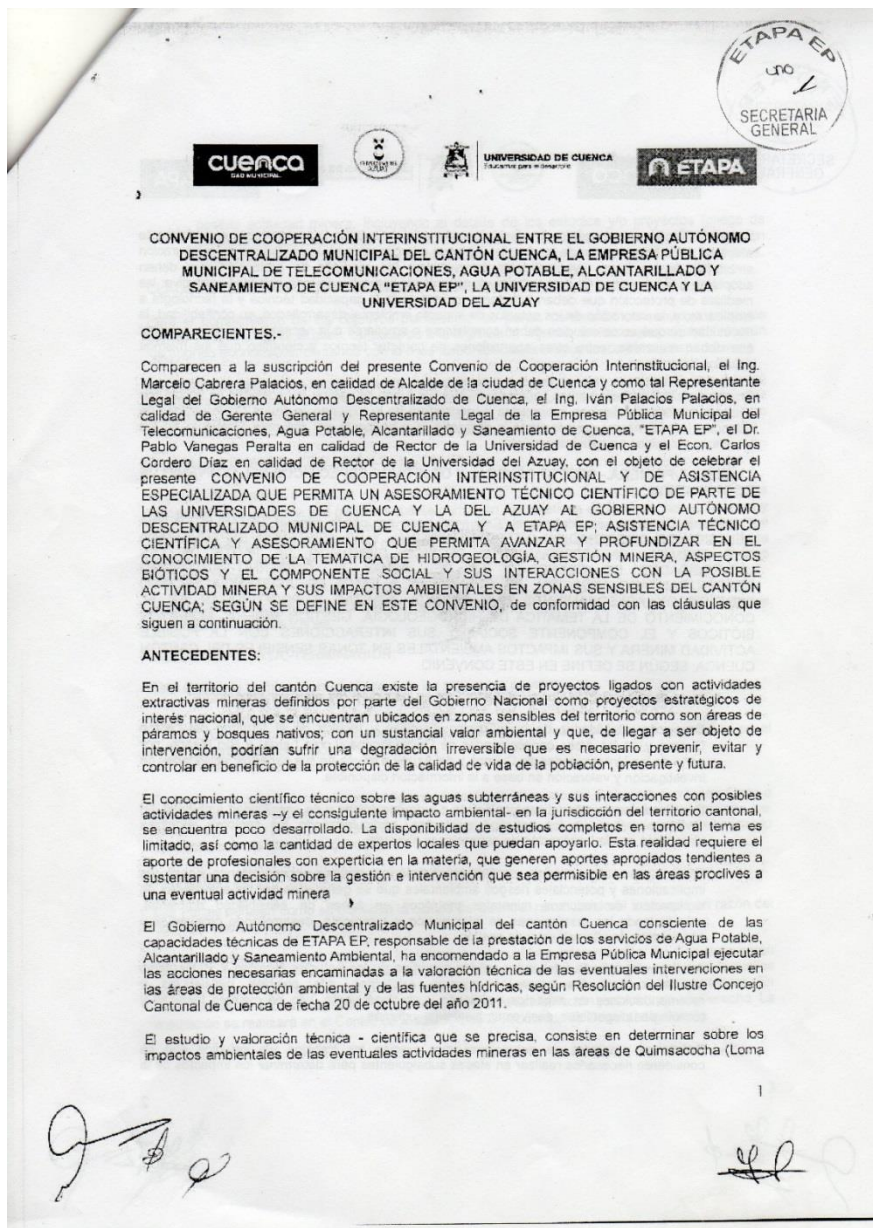 ETAPA EP
UNO
1
SECRETARIA
GENERAL
CUENCA
GAD MUNICIPAL
UNIVERSIDAD DEL
AZUAY
UNIVERSIDAD DE CUENCA
Educamos para el desarrollo
ETAPA
CONVENIO DE COOPERACIÓN INTERINSTITUCIONAL ENTRE EL GOBIERNO AUTÓNOMO
DESCENTRALIZADO MUNICIPAL DEL CANTÓN CUENCA, LA EMPRESA PÚBLICA
MUNICIPAL DE TELECOMUNICACIONES, AGUA POTABLE, ALCANTARILLADO Y
SANEAMIENTO DE CUENCA "ETAPA EP", LA UNIVERSIDAD DE CUENCA Y LA
UNIVERSIDAD DEL AZUAY
COMPARECIENTES.-
Comparecen a la suscripción del presente Convenio de Cooperación Interinstitucional, el Ing.
Marcelo Cabrera Palacios, en calidad de Alcalde de la ciudad de Cuenca y como tal Representante
Legal del Gobierno Autónomo Descentralizado de Cuenca, el Ing, Iván Palacios Palacios, en
calidad de Gerente General y Representante Legal de la Empresa Pública Municipal del
Telecomunicaciones, Agua Potable, Alcantarillado y Saneamiento de Cuenca, "ETAPA EP", el Dr.
Pablo Vanegas Peralta en calidad de Rector de la Universidad de Cuenca y el Econ. Carlos
Cordero Díaz en calidad de Rector de la Universidad del Azuay, con el objeto de celebrar el
presente CONVENIO DE COOPERACIÓN INTERINSTITUCIONAL Y DE ASISTENCIA
ESPECIALIZADA QUE PERMITA UN ASESORAMIENTO TÉCNICO CIENTÍFICO DE PARTE DE
LAS UNIVERSIDADES DE CUENCA Y LA DEL AZUAY AL GOBIERNO AUTÓNOMO
DESCENTRALIZADO MUNICIPAL DE CUENCA Y A ETAPA EP; ASISTENCIA TÉCNICO
CIENTÍFICA Y ASESORAMIENTO QUE PERMITA AVANZAR Y PROFUNDIZAR EN EL
CONOCIMIENTO DE LA TEMATICA DE HIDROGEOLOGÍA, GESTIÓN MINERA, ASPECTOS
BIÓTICOS Y EL COMPONENTE SOCIAL Y SUS INTERACCIONES CON LA POSIBLE
ACTIVIDAD MINERA Y SUS IMPACTOS AMBIENTALES EN ZONAS SENSIBLES DEL CANTÓN
CUENCA; SEGÚN SE DEFINE EN ESTE CONVENIO, de conformidad con las cláusulas que
siguen a continuación.
ANTECEDENTES:
En el territorio del cantón Cuenca existe la presencia de proyectos ligados con actividades
extractivas mineras definidos por parte del Gobierno Nacional como proyectos estratégicos de
interés nacional, que se encuentran ubicados en zonas sensibles del territorio como son áreas de
páramos y bosques nativos; con un sustancial valor ambiental y que, de llegar a ser objeto de
intervención, podrían sufrir una degradación irreversible que es necesario prevenir, evitar y
controlar en beneficio de la protección de la calidad de vida de la población, presente y futura.
El conocimiento científico técnico sobre las aguas subterráneas y sus interacciones con posibles
actividades mineras –y el consiguiente impacto ambiental- en la jurisdicción del territorio cantonal,
se encuentra poco desarrollado. La disponibilidad de estudios completos en torno al tema es
limitado, así como la cantidad de expertos locales que puedan apoyarlo. Esta realidad requiere el
aporte de profesionales con experticia en la materia, que generen aportes apropiados tendientes a
sustentar una decisión sobre la gestión e intervención que sea permisible en las áreas proclives a
una eventual actividad minera
El Gobierno Autónomo Descentralizado Municipal del cantón Cuenca consciente de las
capacidades técnicas de ETAPA EP, responsable de la prestación de los servicios de Agua Potable,
Alcantarillado y Saneamiento Ambiental, ha encomendado a la Empresa Pública Municipal ejecutar
las acciones necesarias encaminadas a la valoración técnica de las eventuales intervenciones en
las áreas de protección ambiental y de las fuentes hídricas, según Resolución del Ilustre Concejo
Cantonal de Cuenca de fecha 20 de octubre del año 2011.
El estudio y valoración técnica - científica que se precisa, consiste en determinar sobre los
impactos ambientales de las eventuales actividades mineras en las áreas de Quimsacocha (Loma
1